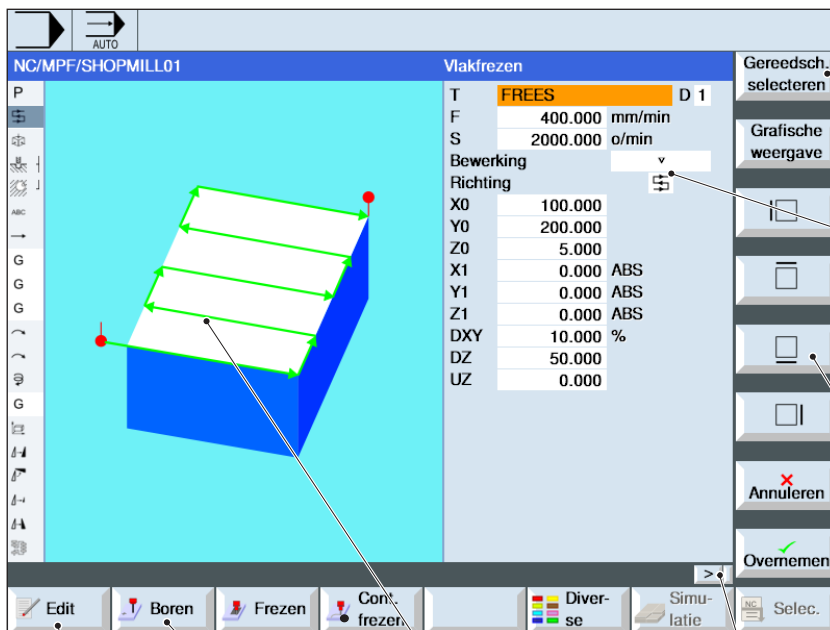 AUTO
NC/MPF/SHOPMILL01
Vlakfrezen
P
ABC
G
G
G
G
T FREES D 1
F 400.000 mm/min
S 2000.000 o/min
Bewerking
Richting
X0 100.000
Y0 200.000
Z0 5.000
X1 0.000 ABS
Y1 0.000 ABS
Z1 0.000 ABS
DXY 10.000 %
DZ 50.000
UZ 0.000
Gereedsch.
selecteren
Grafische
weergave
Annuleren
Overnemen
>
Edit
Boren
Frezen
Cont.
frezen
Diver-
se
Simu-
latie
NC
Selec.